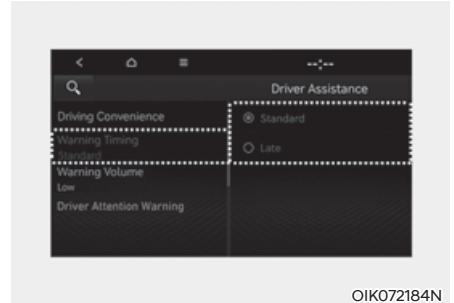 --:--
Driver Assistance
Driving Convenience
Warning Timing
Standard
Warning Volume
Low
Driver Attention Warning
Standard
Late
OIK072184N